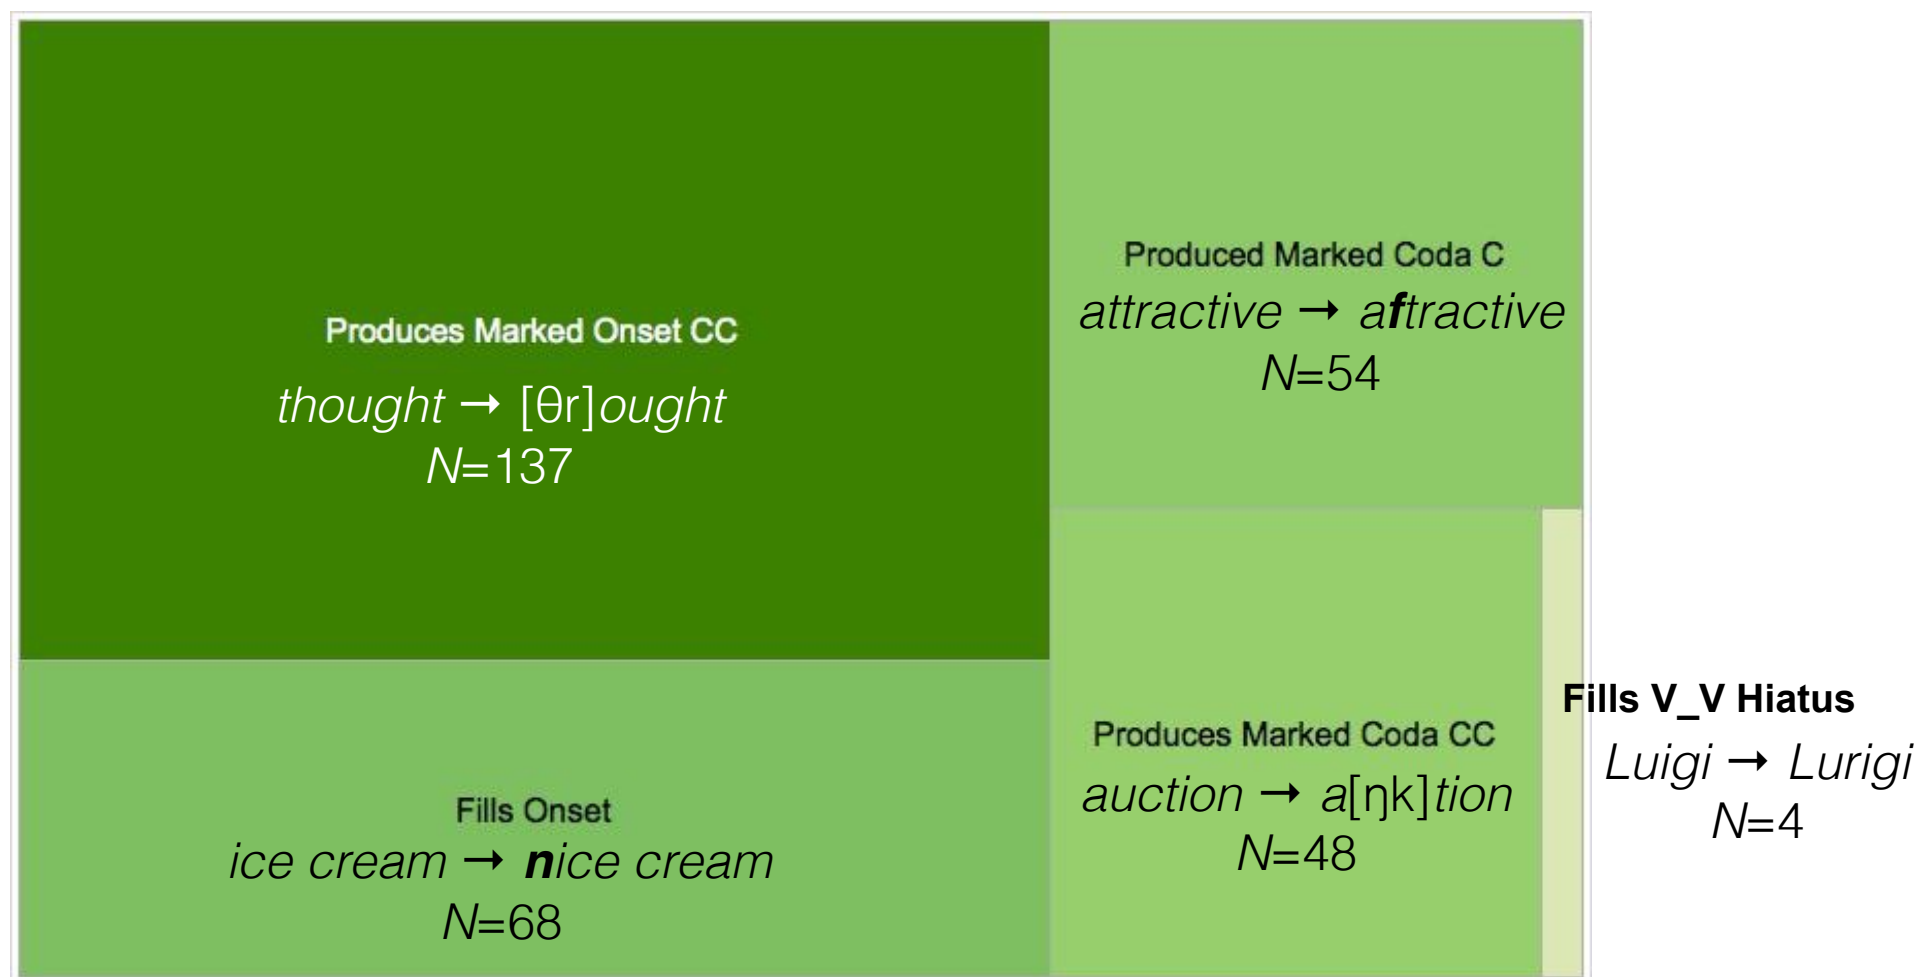 Produces Marked Onset CC
thought → [θr]ought
N=137
Produced Marked Coda C
attractive → aftractive
N=54
Fills Onset
ice cream → nice cream
N=68
Produces Marked Coda CC
auction → a[ŋk]tion
N=48
Fills V_V Hiatus
Luigi → Lurigi
N=4